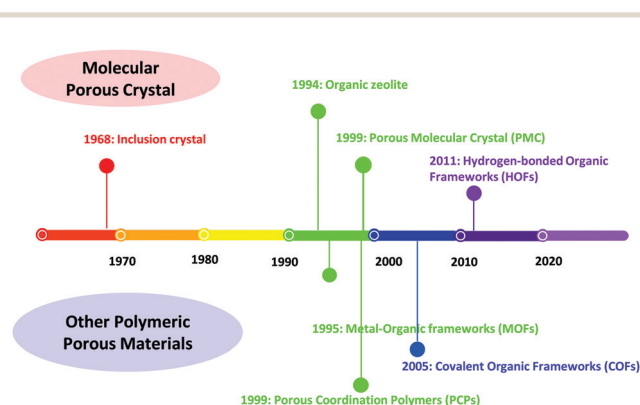 Molecular
Porous Crystal
1994: Organic zeolite
1968: Inclusion crystal
1999: Porous Molecular Crystal (PMC)
2011: Hydrogen-bonded Organic
Frameworks (HOFs)
1970
1980
1990
2000
2010
2020
Other Polymeric
Porous Materials
1995: Metal-Organic frameworks (MOFs)
2005: Covalent Organic Frameworks (COFs)
1999: Porous Coordination Polymers (PCPs)